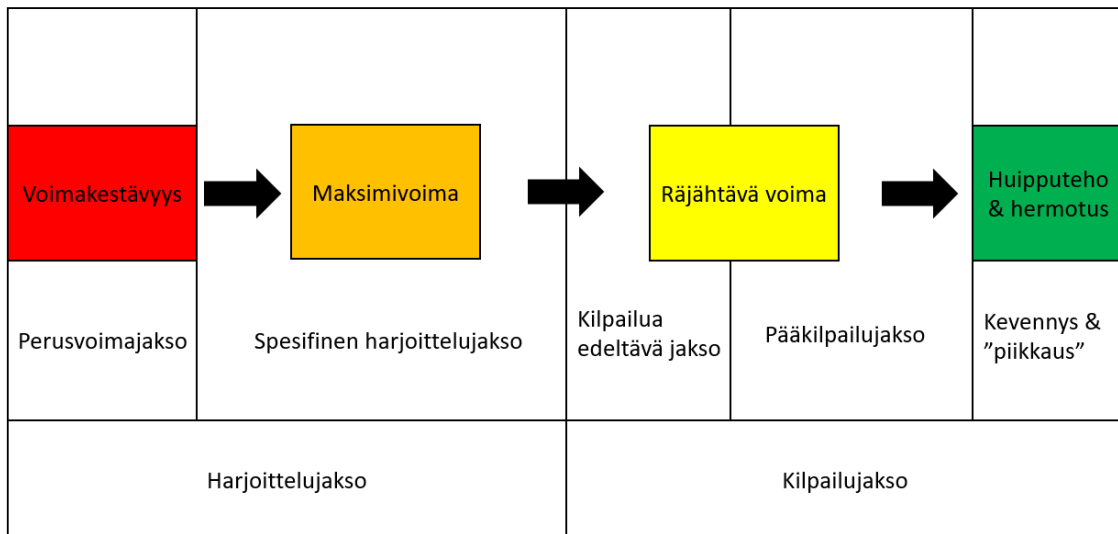 Voimakestävyys
Maksimivoima
Räjähtävä voima
Huipputeho
& hermotus
Perusvoimajakso
Spesifinen harjoittelujakso
Kilpailua
edeltävä jakso
Pääkilpailujakso
Kevennys &
”piikkaus”
Harjoittelujakso
Kilpailujakso